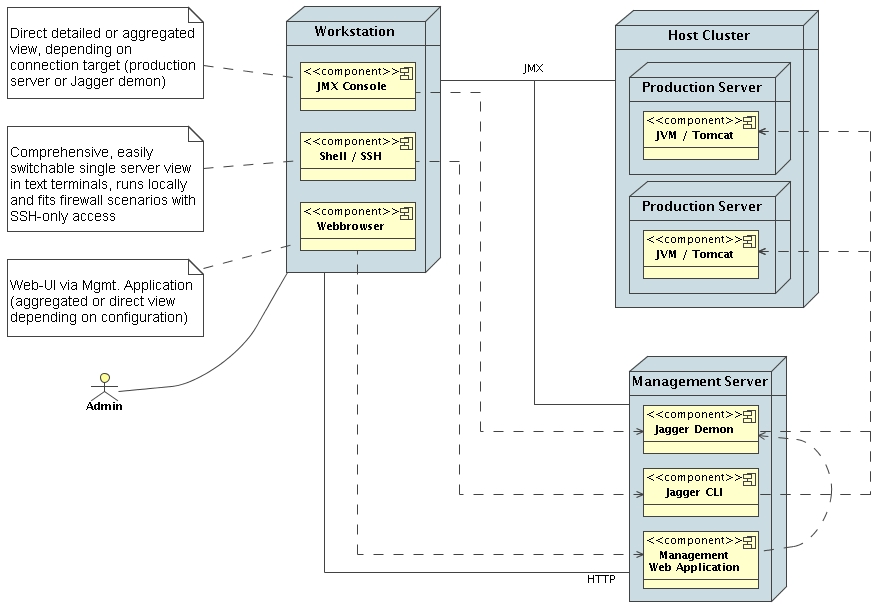 Direct detailed or aggregated
view, depending on
connection target (production
server or Jagger demon)
Comprehensive, easily
switchable single server view
in text terminals, runs locally
and fits firewall scenarios with
SSH-only access
Web-UI via Mgmt. Application
(aggregated or direct view
depending on configuration)
Admin
Workstation
<<component>>
JMX Console
<<component>>
Shell / SSH
<<component>>
Webbrowser
JMX
HTTP
Host Cluster
Production Server
<<component>>
JVM / Tomcat
Production Server
<<component>>
JVM / Tomcat
Management Server
<<component>>
Jagger Demon
<<component>>
Jagger CLI
<<component>>
Management
Web Application